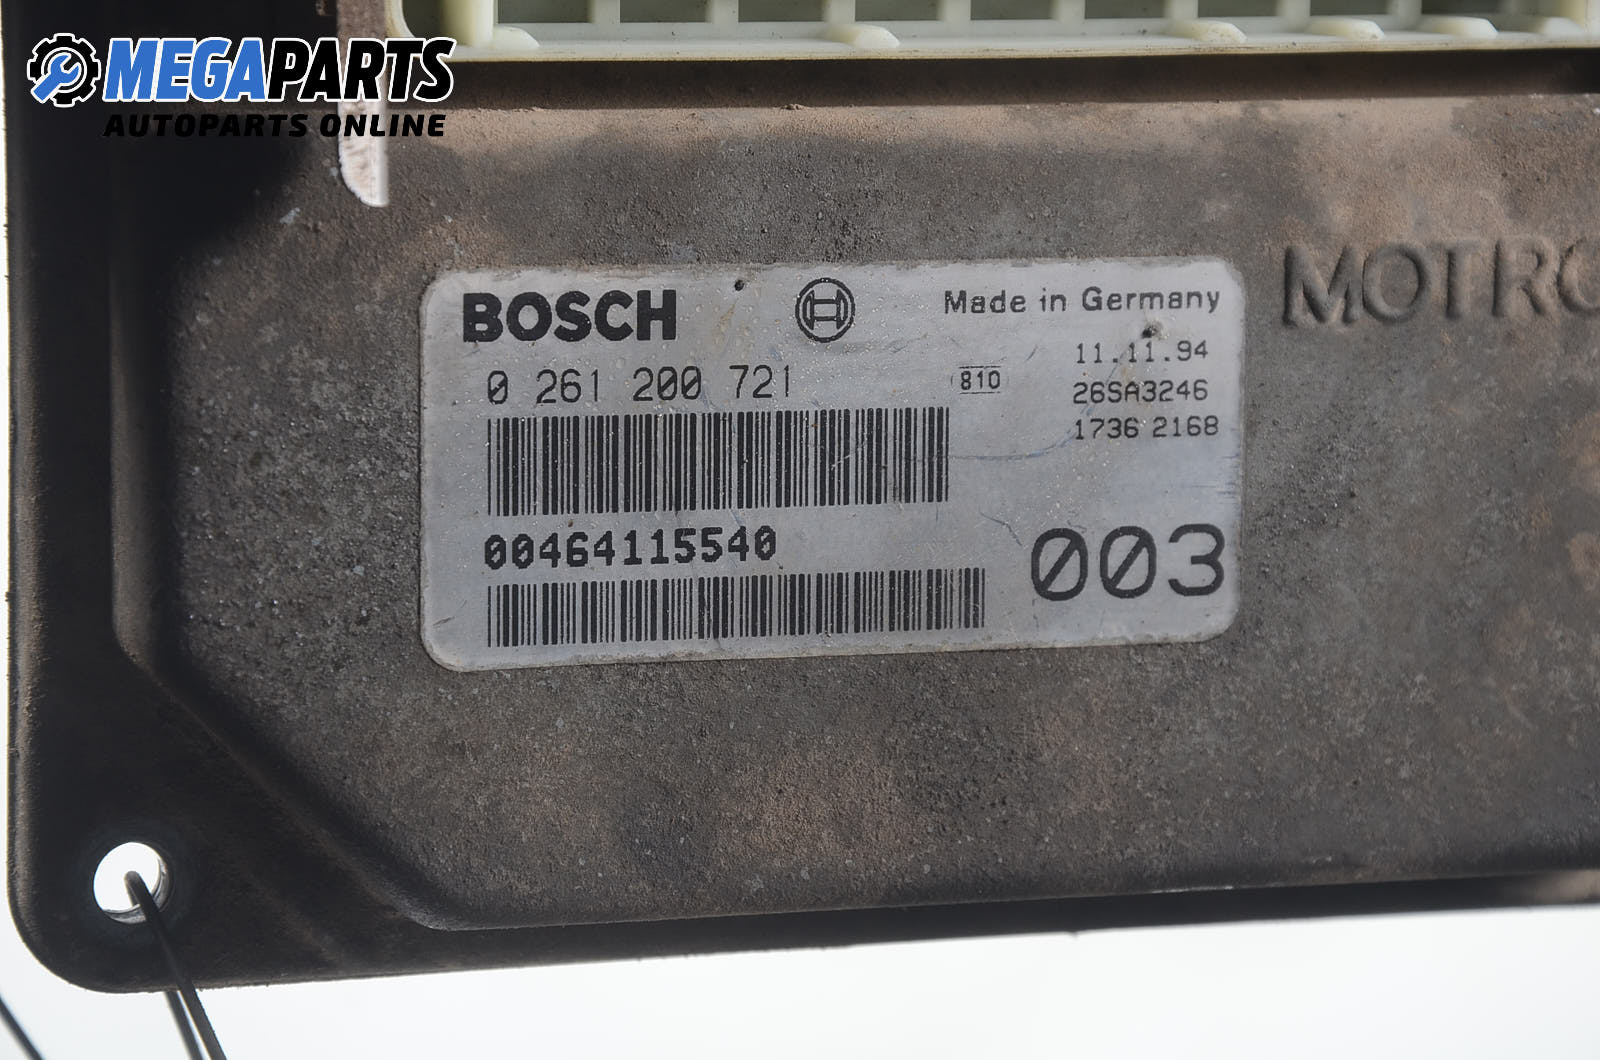 MEGAPARTS
AUTOPARTS ONLINE
BOSCH
Made in Germany
0 261 200 721
810
11.11.94
26SA3246
1736 2168
00464115540
003
MOTRO